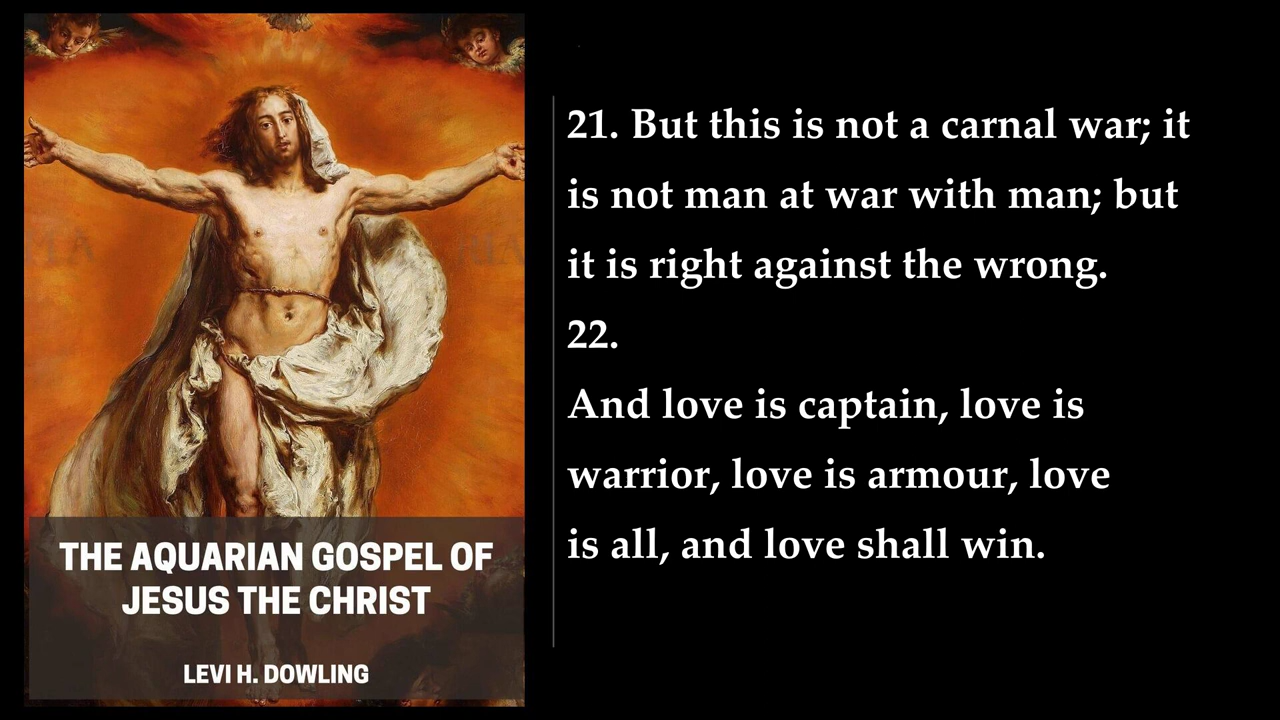 THE AQUARIAN GOSPEL OF
JESUS THE CHRIST
LEVI H. DOWLING
21. But this is not a carnal war; it
is not man at war with man; but
it is right against the wrong.
22.
And love is captain, love is
warrior, love is armour, love
is all, and love shall win.